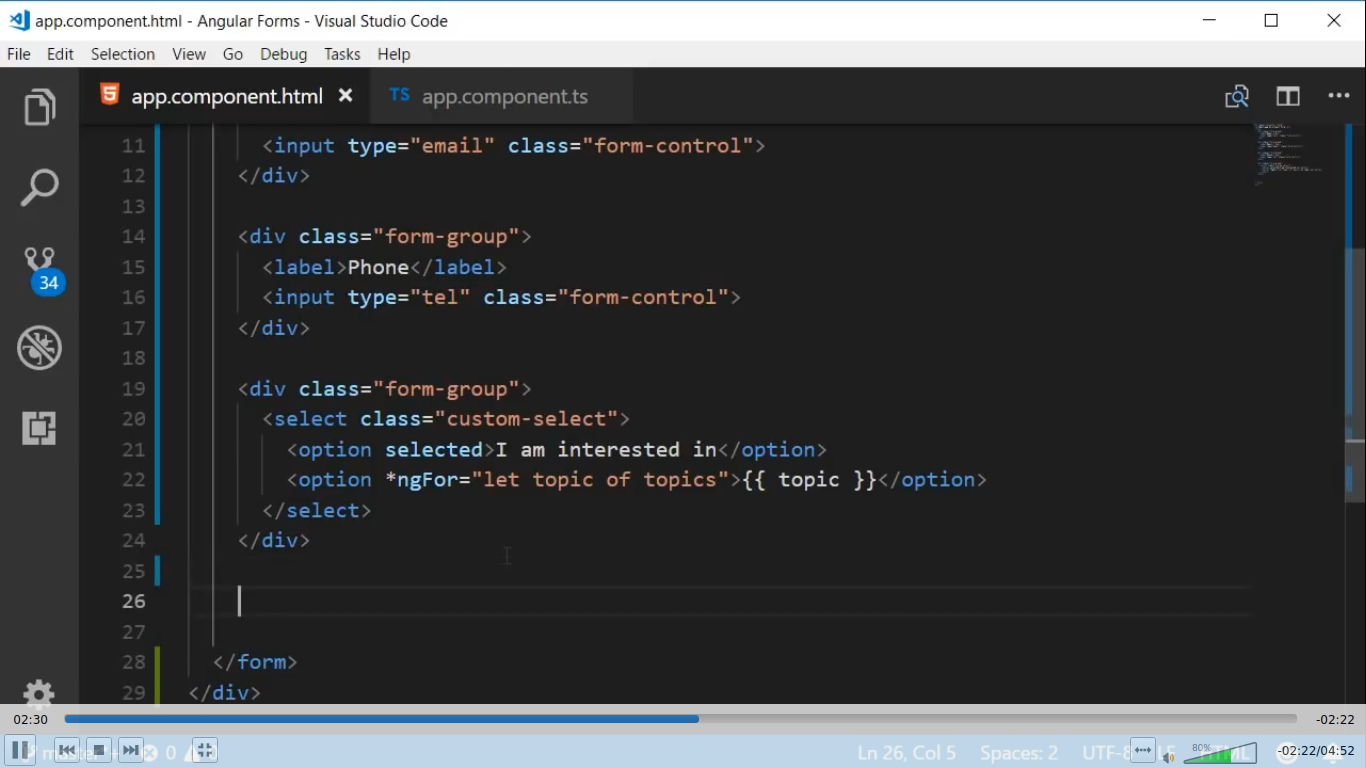 app.component.html - Angular Forms - Visual Studio Code
File Edit Selection View Go Debug Tasks Help
app.component.html TS app.component.ts
11 <input type="email" class="form-control">
12 </div>
13
14 <div class="form-group">
15 <label>Phone</label>
16 <input type="tel" class="form-control">
17 </div>
18
19 <div class="form-group">
20 <select class="custom-select">
21 <option selected>I am interested in</option>
22 <option *ngFor="let topic of topics">{{ topic }}</option>
23 </select>
24 </div>
25
26
27
28 </form>
29 </div>
34
02:30 -02:22
0 Ln 26, Col 5 Spaces: 2 UTF-8 LF HTML 80% -02:22/04:52